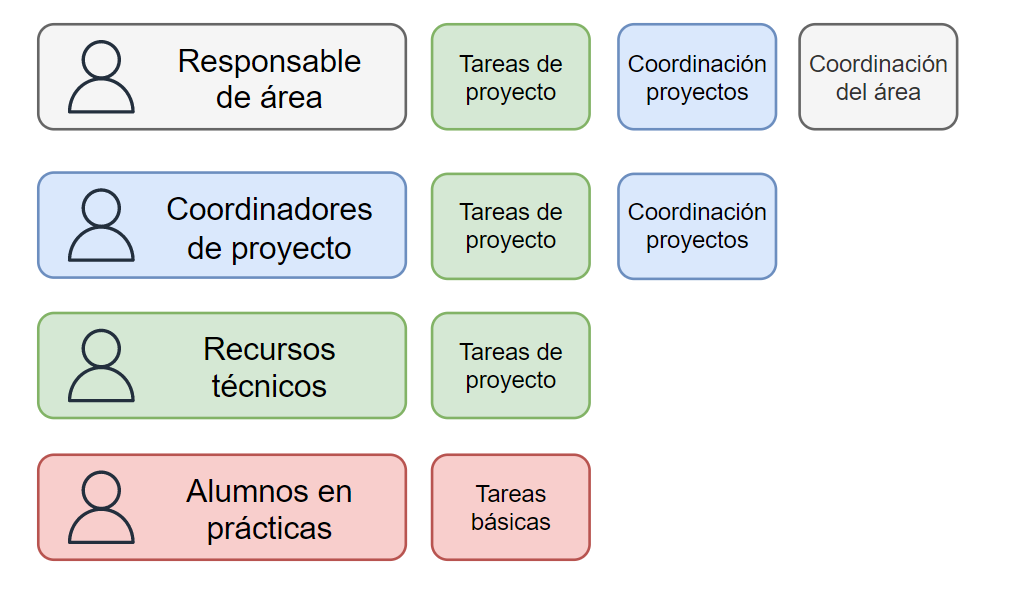 Responsable
de área
Tareas de
proyecto
Coordinación
proyectos
Coordinación
del área
Coordinadores
de proyecto
Tareas de
proyecto
Coordinación
proyectos
Recursos
técnicos
Tareas de
proyecto
Alumnos en
prácticas
Tareas
básicas